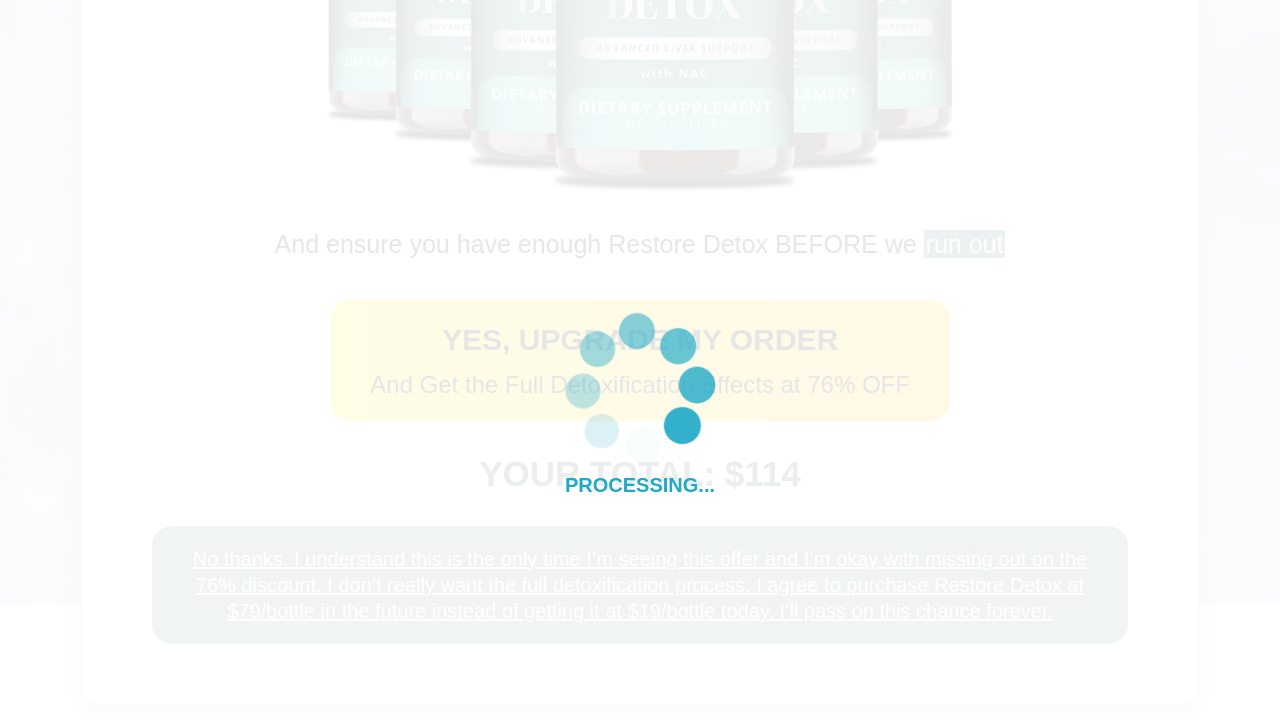 DETOX
ADVANCED LIVER SUPPORT
with NAC
DIETARY SUPPLEMENT
90 CAPSULES
And ensure you have enough Restore Detox BEFORE we run out
YES, UPGRADE MY ORDER
And Get the Full Detoxification Effects at 76% OFF
YOUR TOTAL: $114
PROCESSING...
No thanks. I understand this is the only time I’m seeing this offer and I’m okay with missing out on the
76% discount. I don’t really want the full detoxification process. I agree to purchase Restore Detox at
$79/bottle in the future instead of getting it at $19/bottle today. I’ll pass on this chance forever.